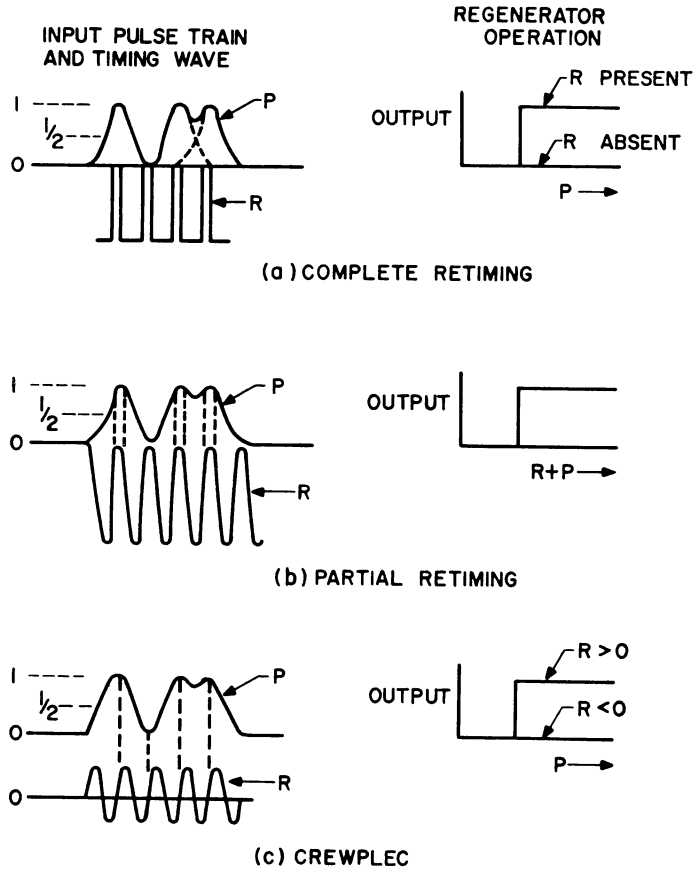 INPUT PULSE TRAIN
AND TIMING WAVE
REGENERATOR
OPERATION
1
1/2
0
P
R
OUTPUT
R PRESENT
R ABSENT
P
(a) COMPLETE RETIMING
1
1/2
0
P
R
OUTPUT
R+P
(b) PARTIAL RETIMING
1
1/2
0
P
0
R
OUTPUT
R>0
R<0
P
(c) CREWPLEC